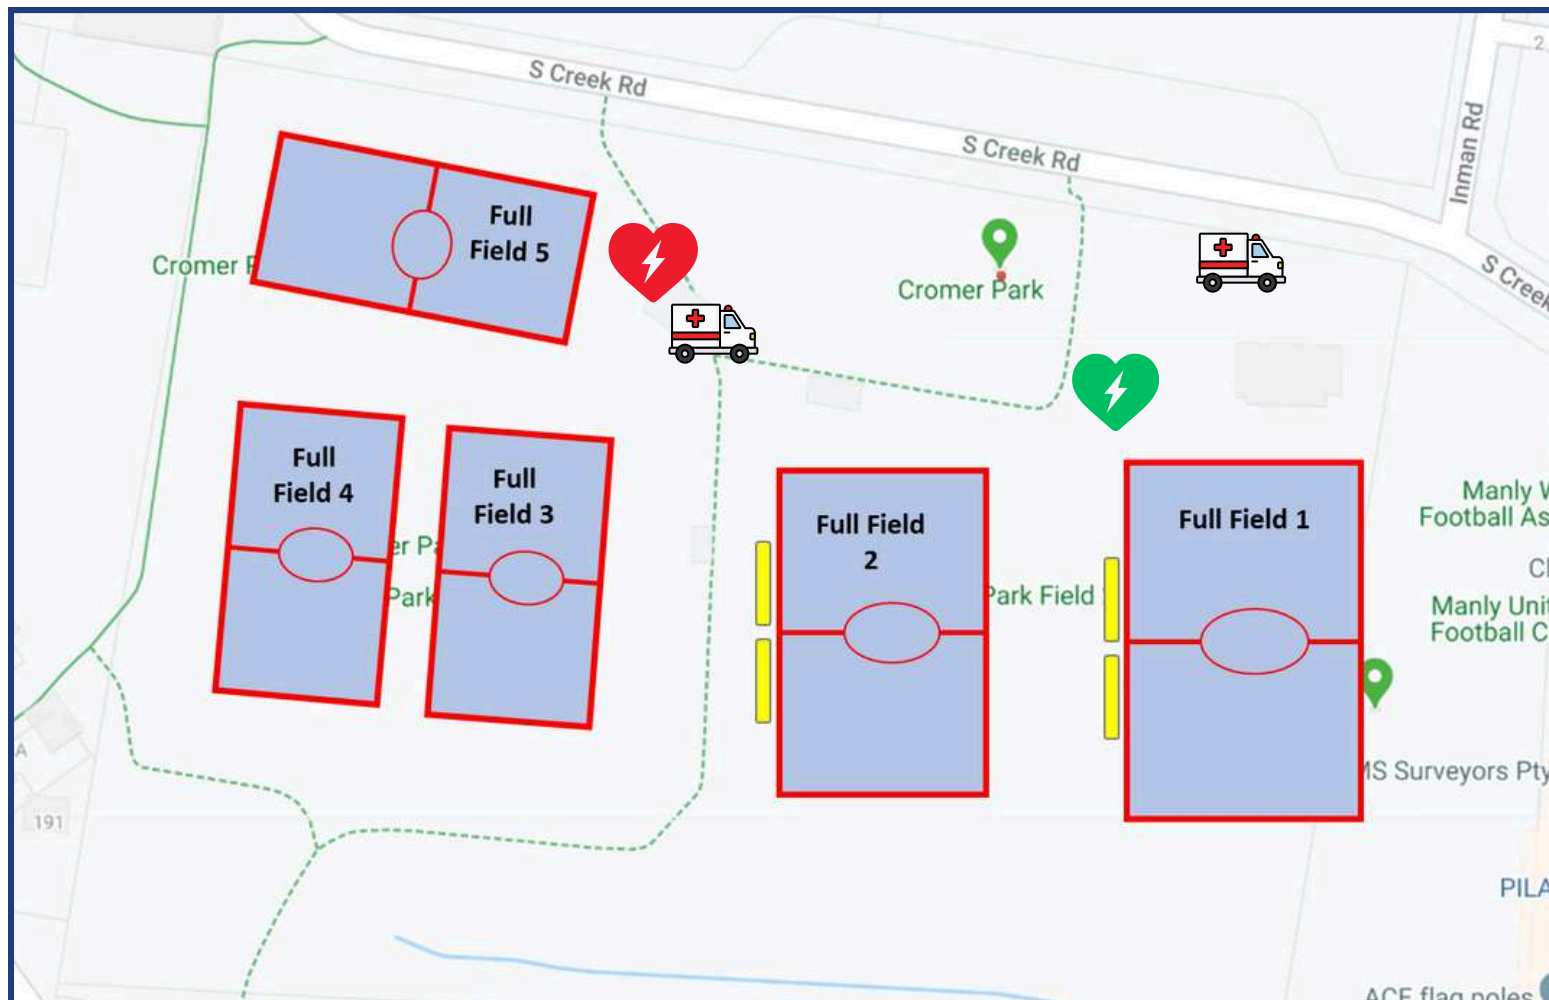 S Creek Rd
2
S Creek Rd
Inman Rd
Full
Field 5
Cromer
Cromer Park
S Creek
Full
Field 4
Full
Field 3
Full Field
2
Full Field 1
Manly
Football As
er Pa
Park
Park Field
Manly Unit
Football C
MS Surveyors Pty
A
191
PILA
ACE flag poles